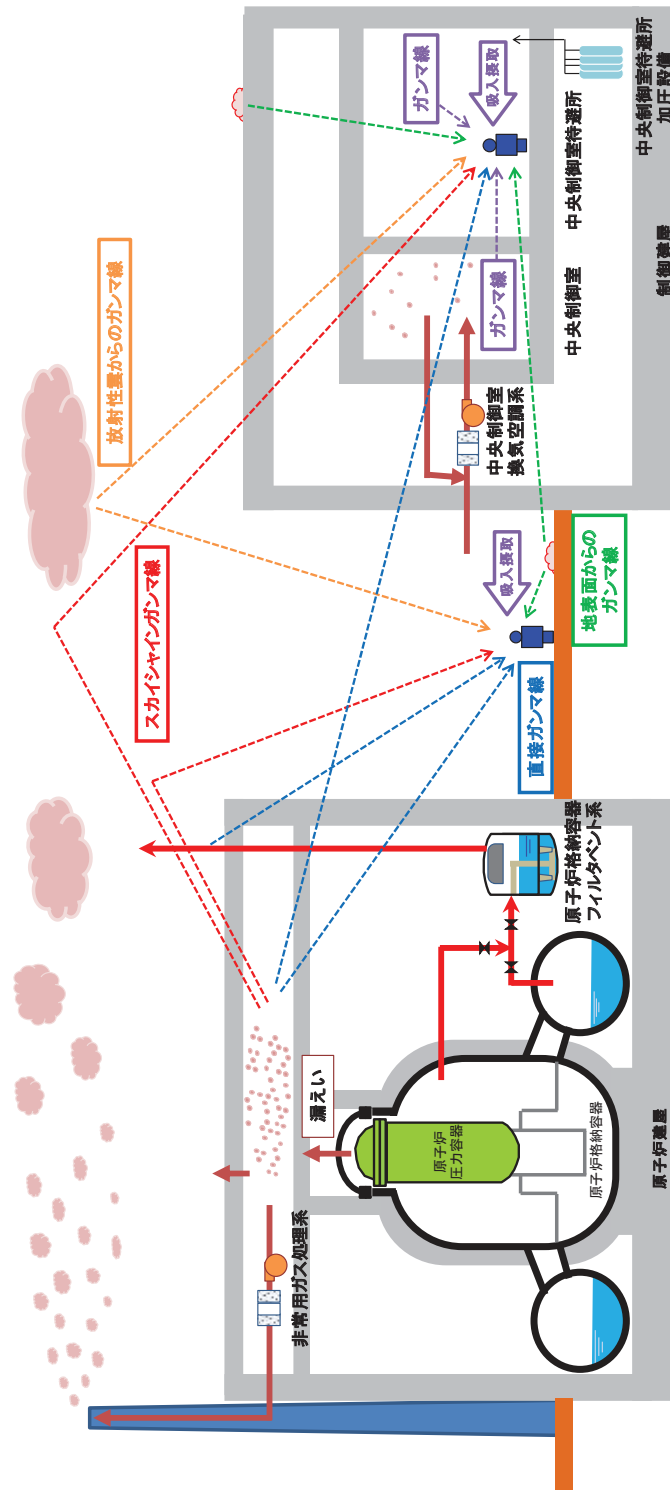 放射性雲からのガンマ線
スカイシャインガンマ線
ガンマ線
吸入摂取
中央制御室待避所
中央制御室待避所
加圧設備
ガンマ線
中央制御室
制御建屋
中央制御室
換気空調系
吸入摂取
地表面からの
ガンマ線
直接ガンマ線
原子炉格納容器
フィルタベント系
漏えい
原子炉
圧力容器
原子炉格納容器
原子炉建屋
非常用ガス処理系